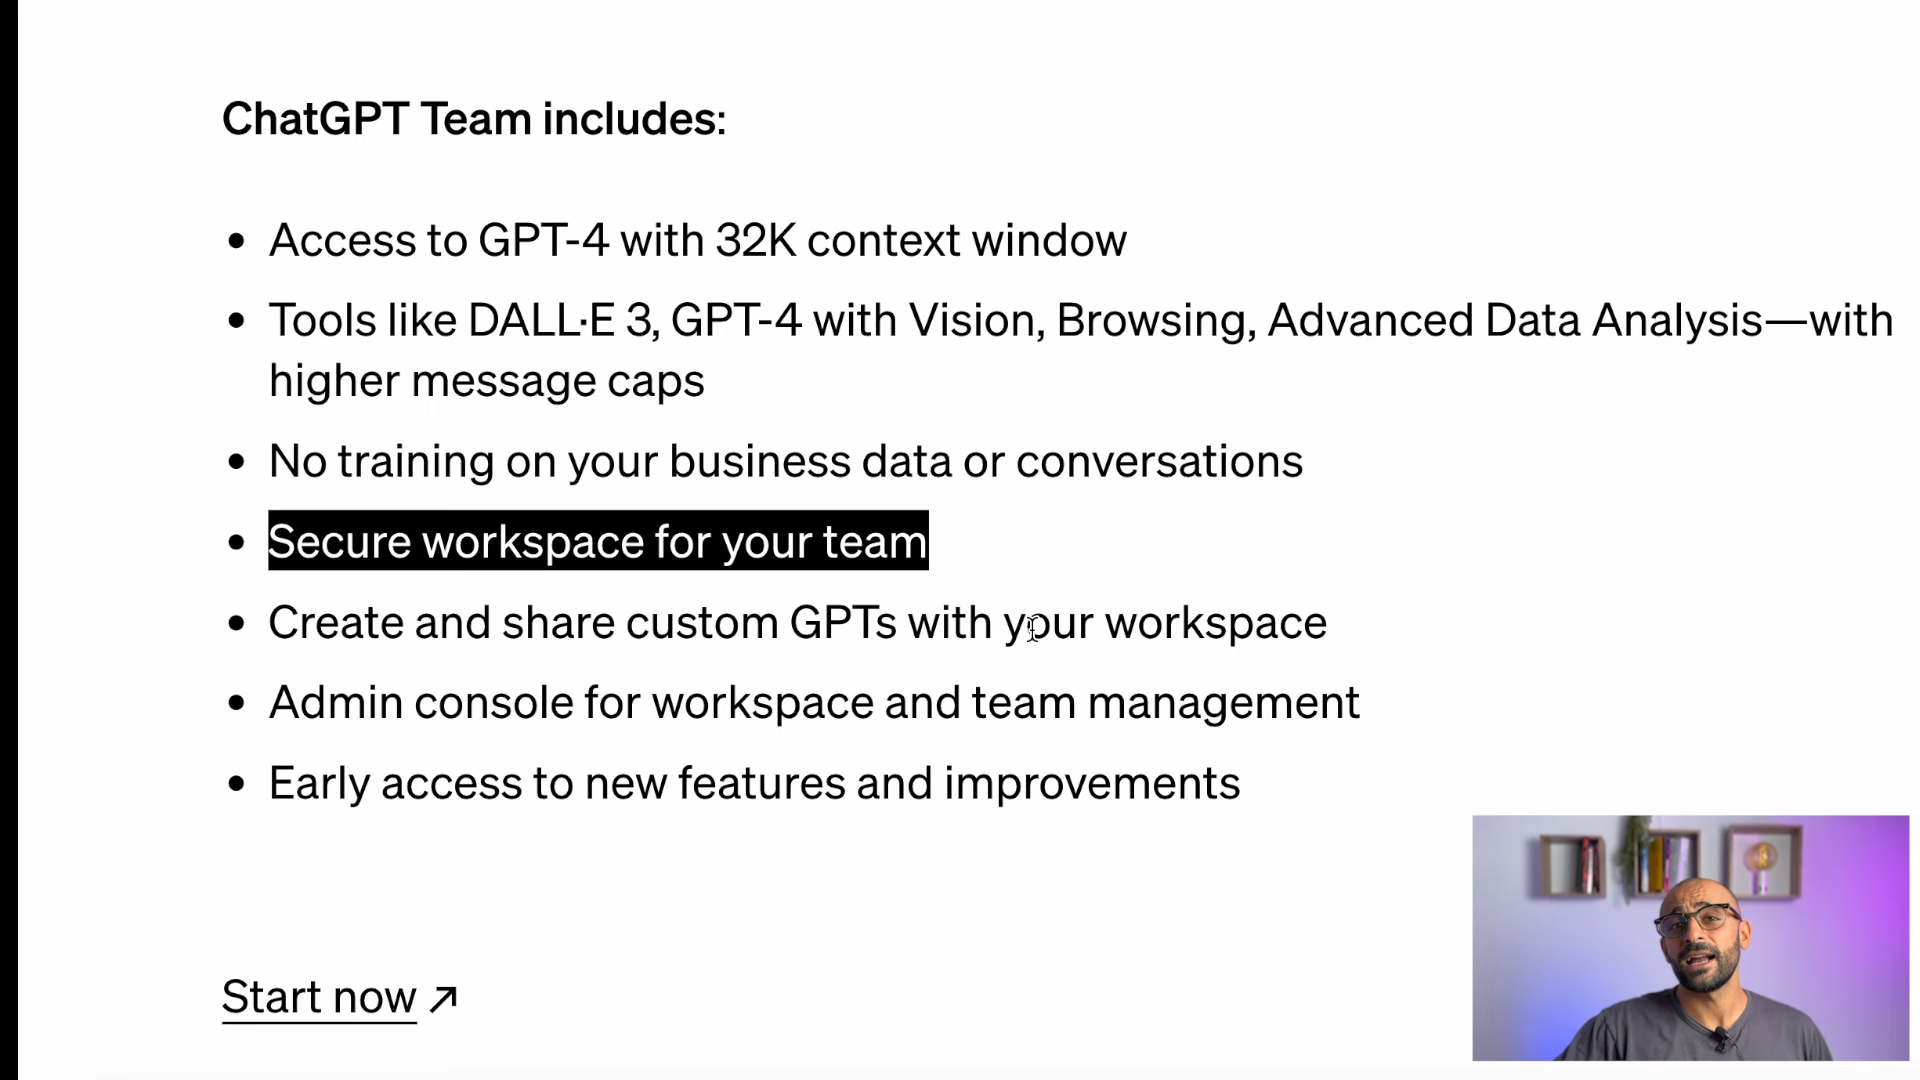 ChatGPT Team includes:
• Access to GPT-4 with 32K context window
• Tools like DALL·E 3, GPT-4 with Vision, Browsing, Advanced Data Analysis—with
higher message caps
• No training on your business data or conversations
• Secure workspace for your team
• Create and share custom GPTs with your workspace
• Admin console for workspace and team management
• Early access to new features and improvements
Start now ↗